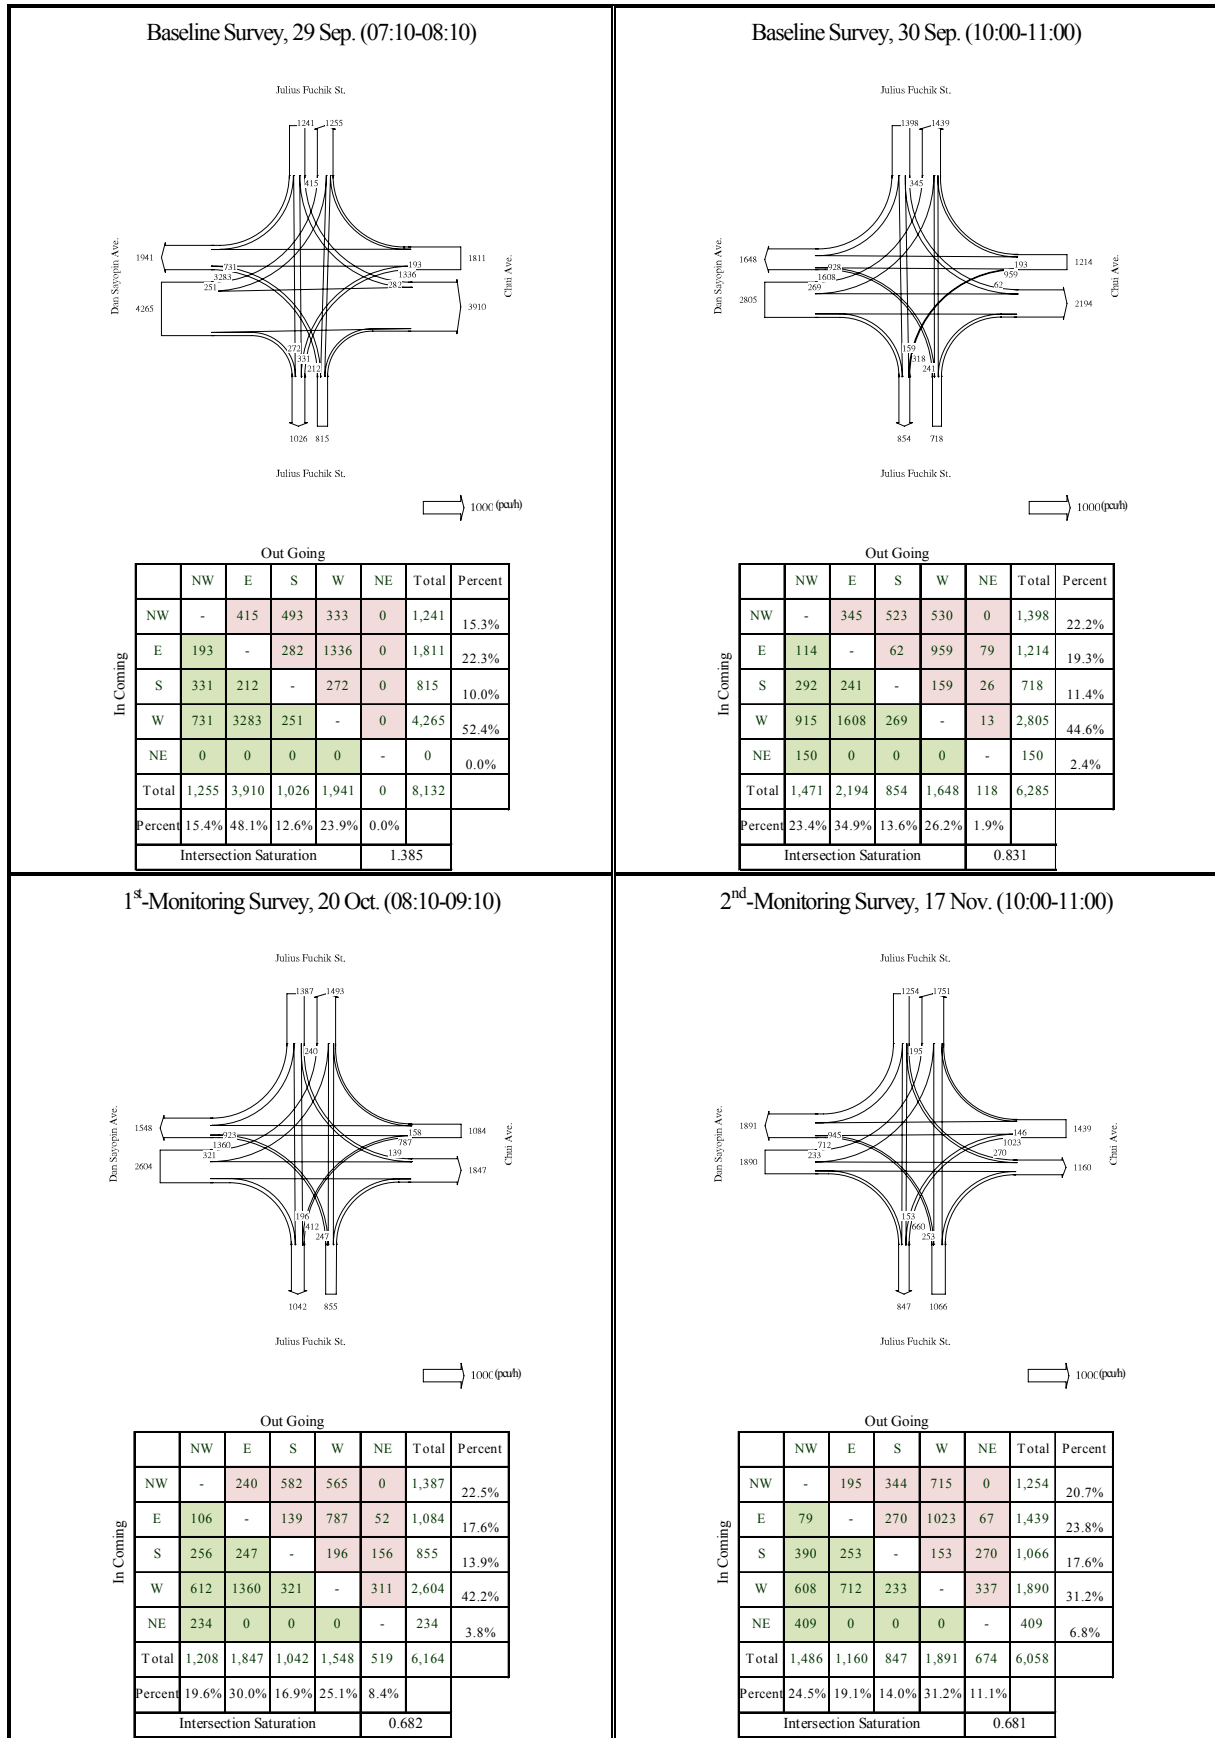 Baseline Survey, 29 Sep. (07:10-08:10)
Julius Fuchik St.
1241 1255
415
Dan Sayopin Ave.
1941
4265
731
3283
251
193
1336
282
1811
3910
Chui Ave.
272
331
212
1026 815
Julius Fuchik St.
1000 (pcu/h)
Out Going
In Coming
NW E S W NE Total Percent
NW - 415 493 333 0 1,241 15.3%
E 193 - 282 1336 0 1,811 22.3%
S 331 212 - 272 0 815 10.0%
W 731 3283 251 - 0 4,265 52.4%
NE 0 0 0 0 - 0 0.0%
Total 1,255 3,910 1,026 1,941 0 8,132
Percent 15.4% 48.1% 12.6% 23.9% 0.0%
Intersection Saturation 1.385
Baseline Survey, 30 Sep. (10:00-11:00)
Julius Fuchik St.
1398 1439
345
Dan Sayopin Ave.
1648
2805
928
1608
269
193
959
62
1214
2194
Chui Ave.
159
318
241
854 718
Julius Fuchik St.
1000 (pcu/h)
Out Going
In Coming
NW E S W NE Total Percent
NW - 345 523 530 0 1,398 22.2%
E 114 - 62 959 79 1,214 19.3%
S 292 241 - 159 26 718 11.4%
W 915 1608 269 - 13 2,805 44.6%
NE 150 0 0 0 - 150 2.4%
Total 1,471 2,194 854 1,648 118 6,285
Percent 23.4% 34.9% 13.6% 26.2% 1.9%
Intersection Saturation 0.831
1st-Monitoring Survey, 20 Oct. (08:10-09:10)
Julius Fuchik St.
1387 1493
240
Dan Sayopin Ave.
1548
2604
923
1360
321
158
787
139
1084
1847
Chui Ave.
196
412
247
1042 855
Julius Fuchik St.
1000 (pcu/h)
Out Going
In Coming
NW E S W NE Total Percent
NW - 240 582 565 0 1,387 22.5%
E 106 - 139 787 52 1,084 17.6%
S 256 247 - 196 156 855 13.9%
W 612 1360 321 - 311 2,604 42.2%
NE 234 0 0 0 - 234 3.8%
Total 1,208 1,847 1,042 1,548 519 6,164
Percent 19.6% 30.0% 16.9% 25.1% 8.4%
Intersection Saturation 0.682
2nd-Monitoring Survey, 17 Nov. (10:00-11:00)
Julius Fuchik St.
1254 1751
195
Dan Sayopin Ave.
1891
1890
945
712
233
146
1023
270
1439
1160
Chui Ave.
153
660
253
847 1066
Julius Fuchik St.
1000 (pcu/h)
Out Going
In Coming
NW E S W NE Total Percent
NW - 195 344 715 0 1,254 20.7%
E 79 - 270 1023 67 1,439 23.8%
S 390 253 - 153 270 1,066 17.6%
W 608 712 233 - 337 1,890 31.2%
NE 409 0 0 0 - 409 6.8%
Total 1,486 1,160 847 1,891 674 6,058
Percent 24.5% 19.1% 14.0% 31.2% 11.1%
Intersection Saturation 0.681